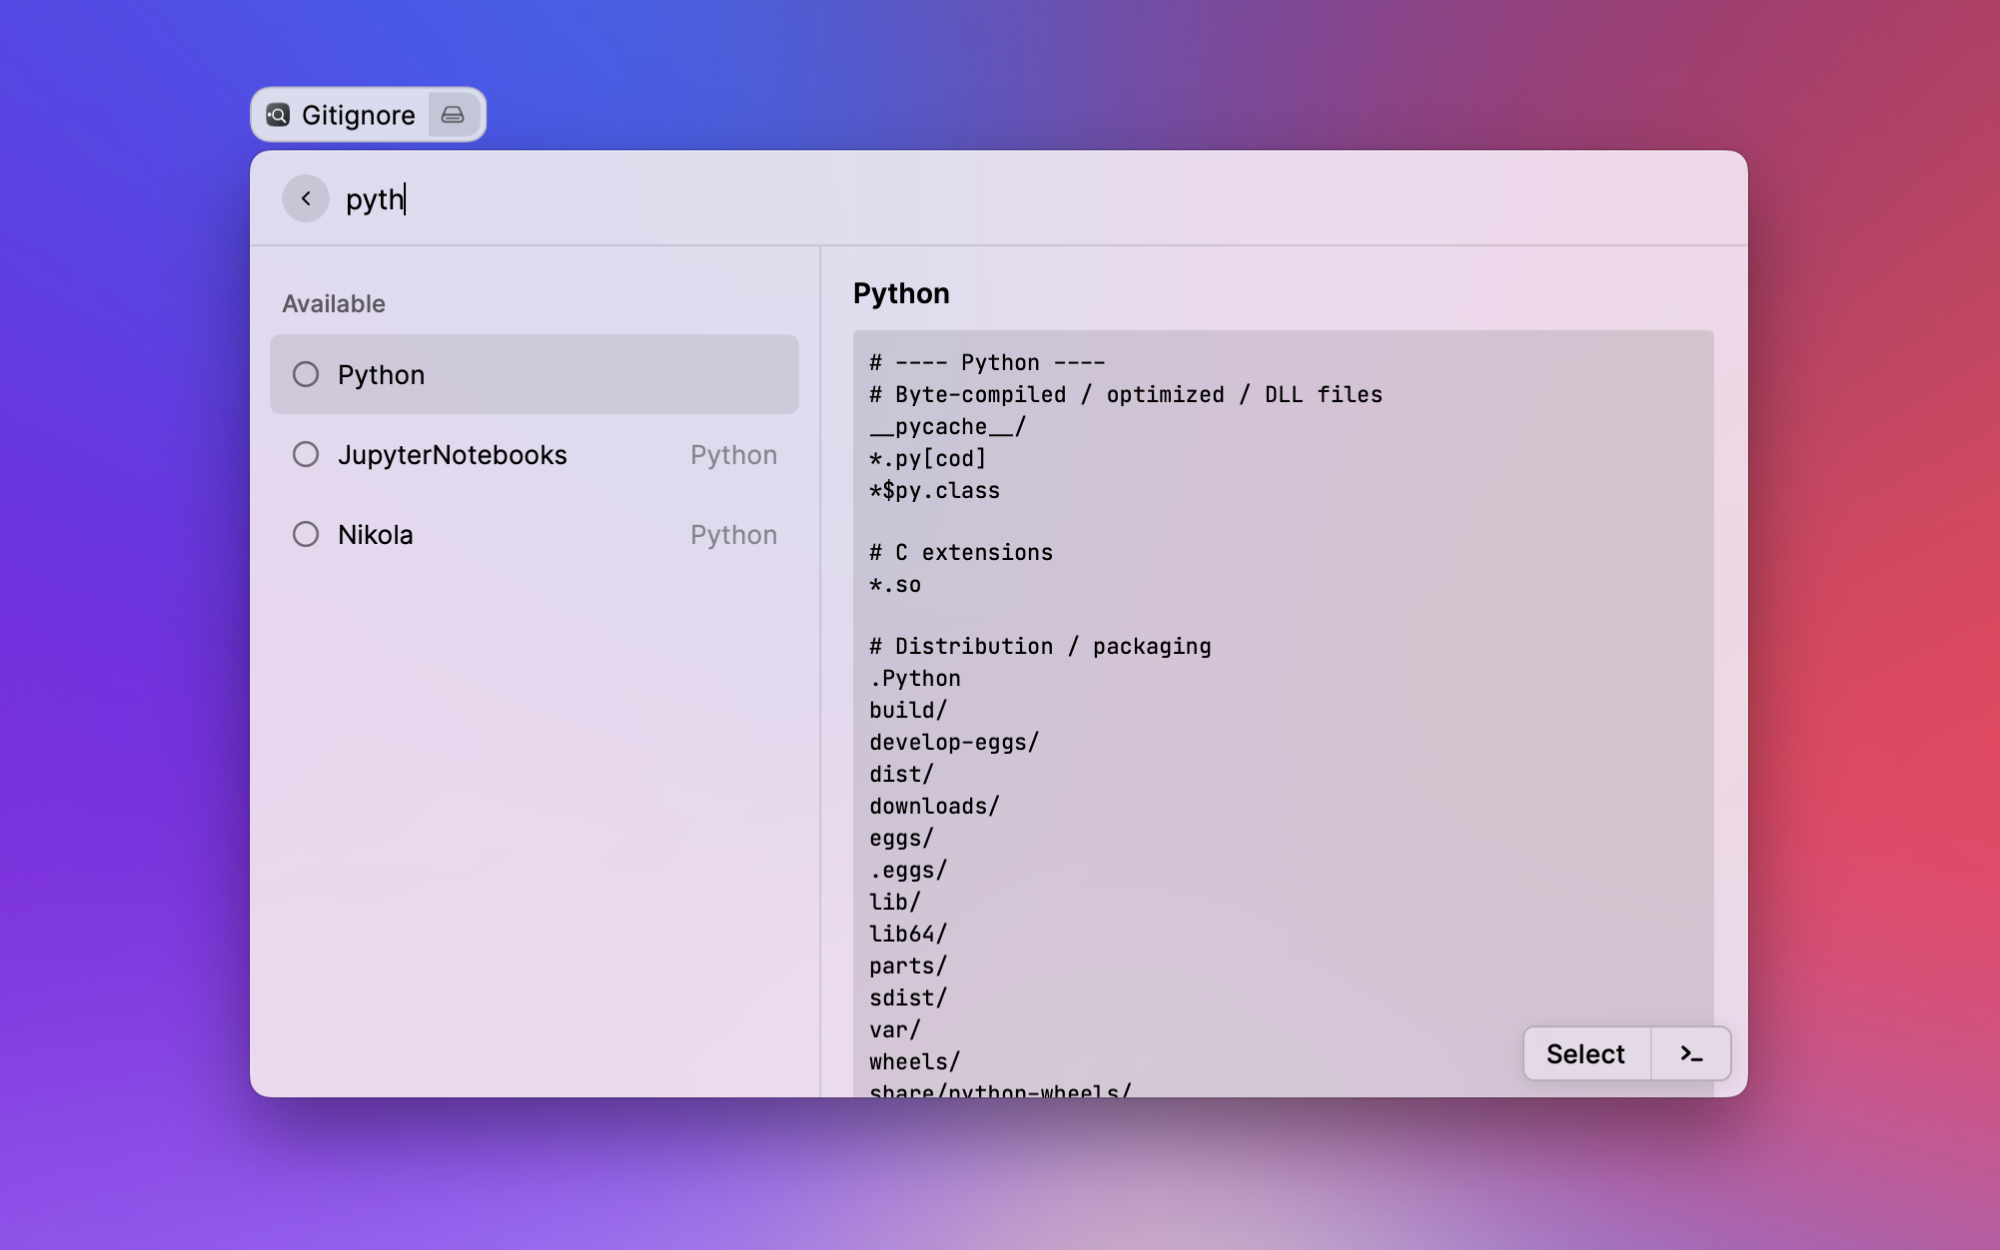 Gitignore
pyth
Available
Python
JupyterNotebooks Python
Nikola Python
Python
# ---- Python ----
# Byte-compiled / optimized / DLL files
__pycache__/
*.py[cod]
*$py.class
# C extensions
*.so
# Distribution / packaging
.Python
build/
develop-eggs/
dist/
downloads/
eggs/
.eggs/
lib/
lib64/
parts/
sdist/
var/
wheels/
share/python-wheels/
Select >_